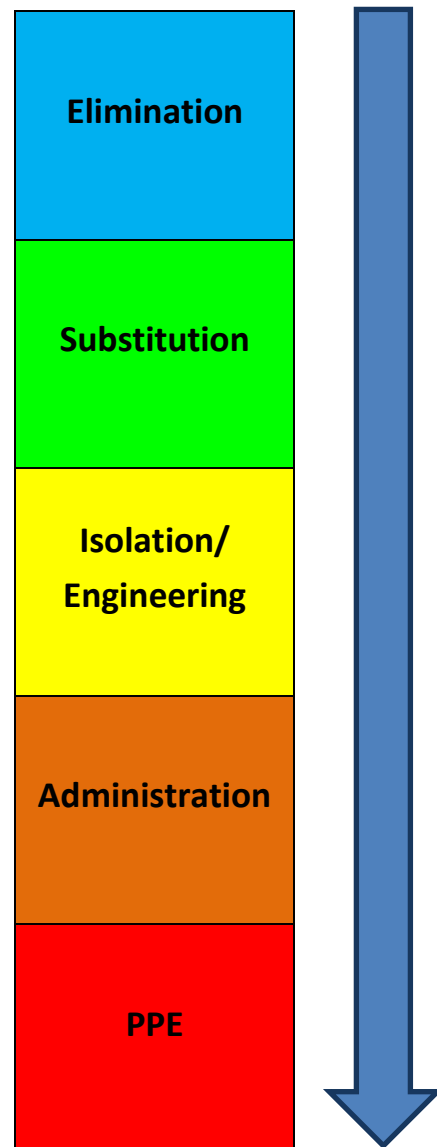 Elimination
Substitution
Isolation/
Engineering
Administration
PPE